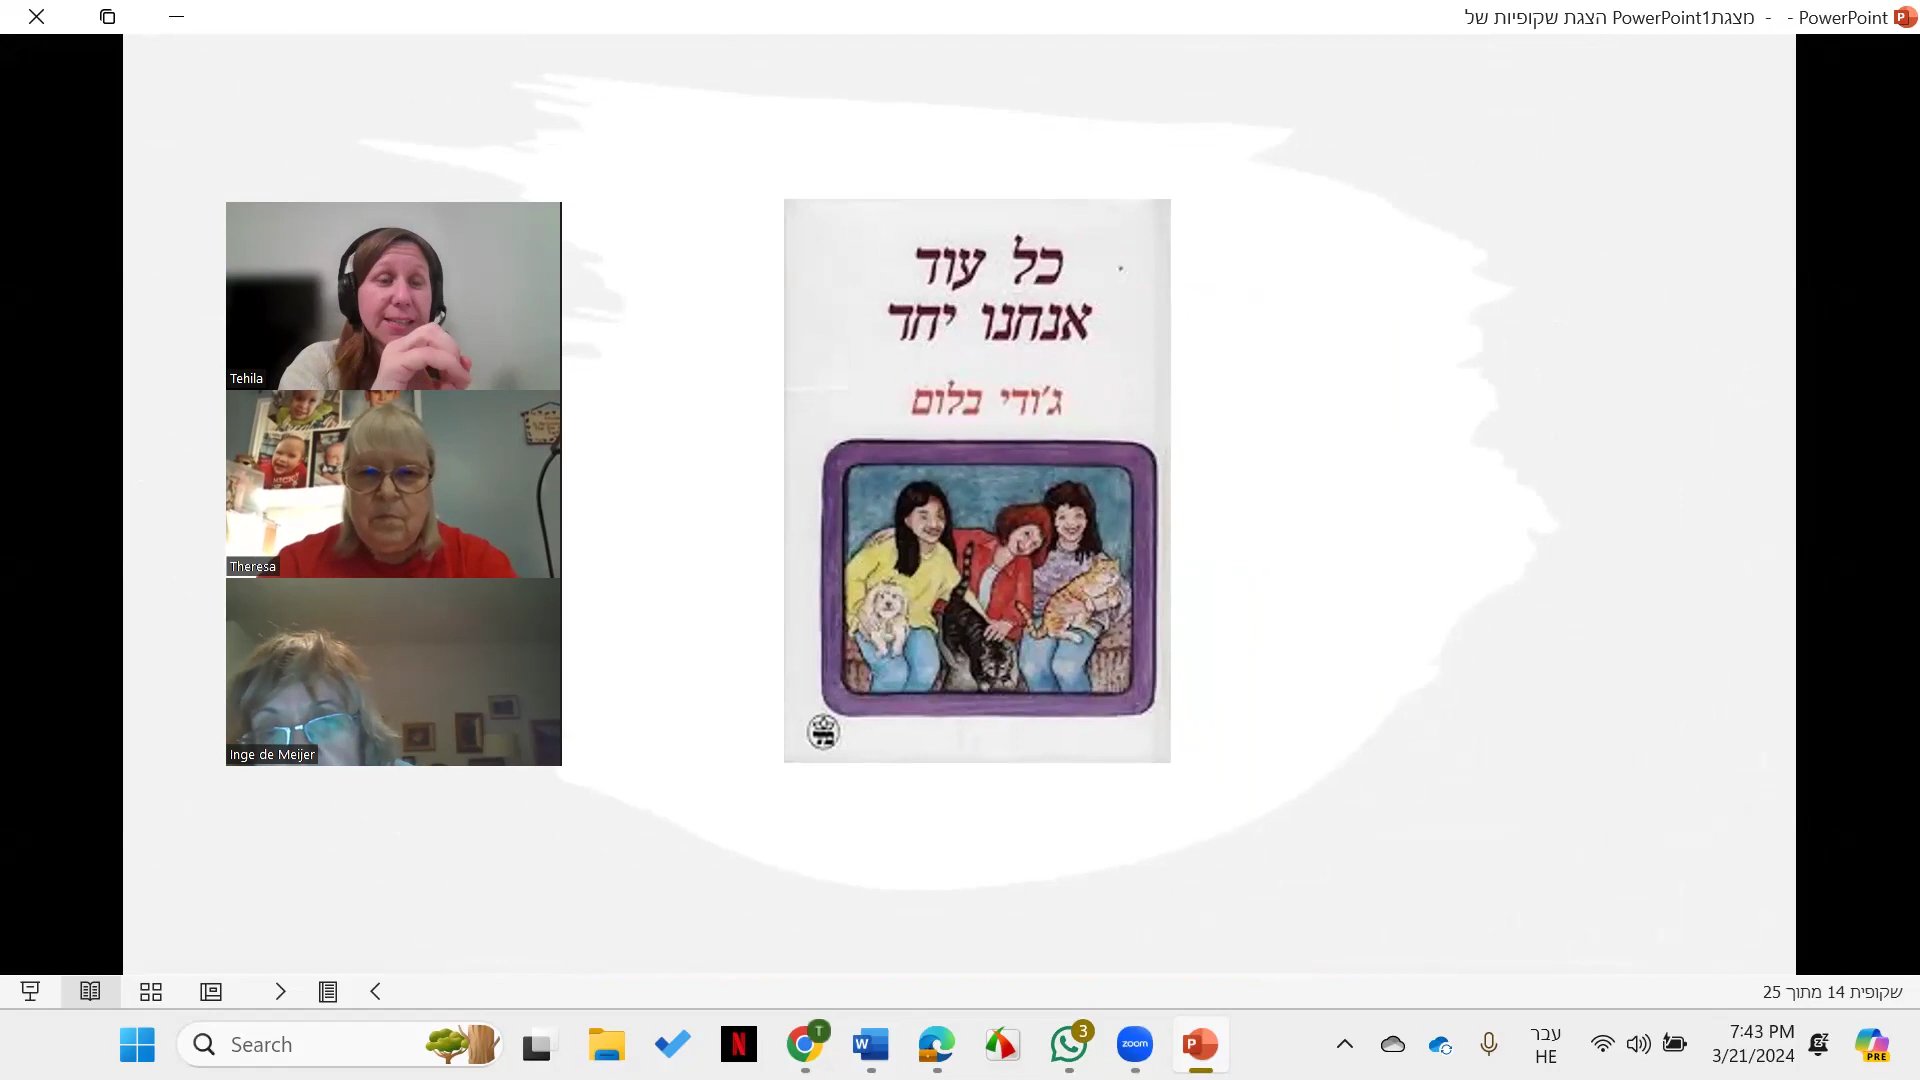 PowerPoint - ‎ - מצגת1PowerPoint הצגת שקופיות של
כל עוד
אנחנו יחד
ג'ודי בלום
Tehila
Theresa
Inge de Meijer
שקופית 14 מתוך 25
Search
T
3
zoom
עבר
HE
7:43 PM
3/21/2024
PRE